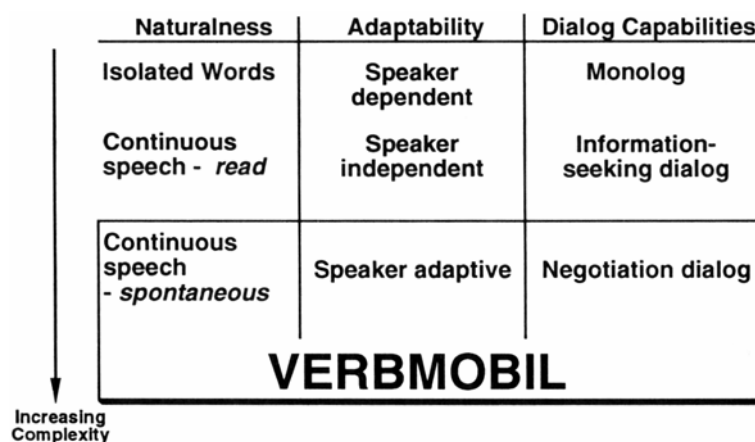 Naturalness Adaptability Dialog Capabilities
Isolated Words Speaker dependent Monolog
Continuous speech - read Speaker independent Information-seeking dialog
Continuous speech - spontaneous Speaker adaptive Negotiation dialog
VERBMOBIL
Increasing
Complexity